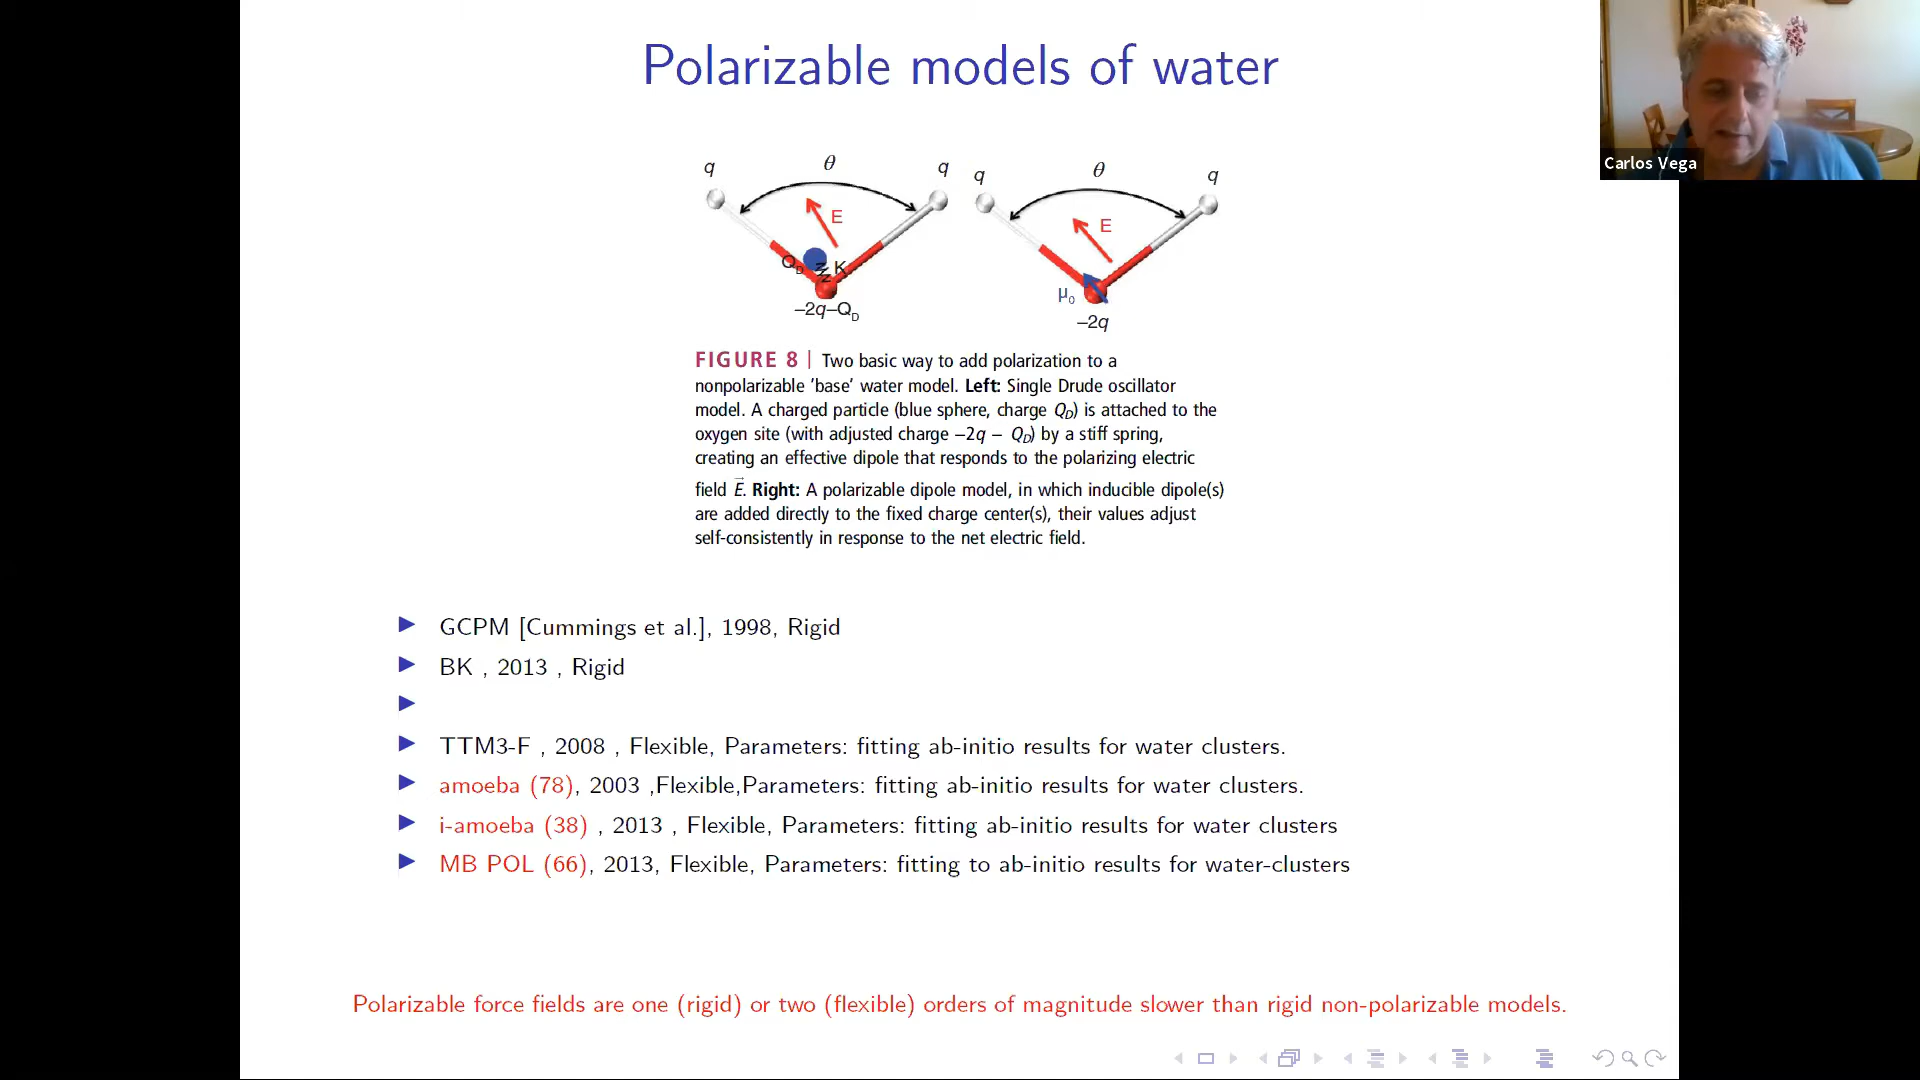 Polarizable models of water
Carlos Vega
q θ q
E
Q_D K
–2q–Q_D
q θ q
E
μ_0
–2q
FIGURE 8 | Two basic way to add polarization to a
nonpolarizable 'base' water model. Left: Single Drude oscillator
model. A charged particle (blue sphere, charge Q_D) is attached to the
oxygen site (with adjusted charge –2q – Q_D) by a stiff spring,
creating an effective dipole that responds to the polarizing electric
field E⃗. Right: A polarizable dipole model, in which inducible dipole(s)
are added directly to the fixed charge center(s), their values adjust
self-consistently in response to the net electric field.
GCPM [Cummings et al.], 1998, Rigid
BK , 2013 , Rigid
TTM3-F , 2008 , Flexible, Parameters: fitting ab-initio results for water clusters.
amoeba (78), 2003 ,Flexible,Parameters: fitting ab-initio results for water clusters.
i-amoeba (38) , 2013 , Flexible, Parameters: fitting ab-initio results for water clusters
MB POL (66), 2013, Flexible, Parameters: fitting to ab-initio results for water-clusters
Polarizable force fields are one (rigid) or two (flexible) orders of magnitude slower than rigid non-polarizable models.